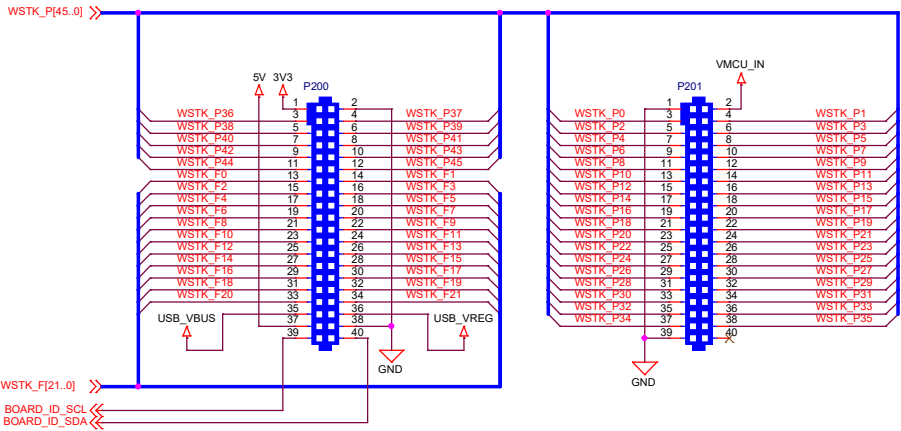 WSTK_P[45..0]
5V 3V3 P200
VMCU_IN
P201
1 2 1 2
WSTK_P36 3 4 WSTK_P37 WSTK_P0 3 4 WSTK_P1
WSTK_P38 5 6 WSTK_P39 WSTK_P2 5 6 WSTK_P3
WSTK_P40 7 8 WSTK_P41 WSTK_P4 7 8 WSTK_P5
WSTK_P42 9 10 WSTK_P43 WSTK_P6 9 10 WSTK_P7
WSTK_P44 11 12 WSTK_P45 WSTK_P8 11 12 WSTK_P9
WSTK_F0 13 14 WSTK_F1 WSTK_P10 13 14 WSTK_P11
WSTK_F2 15 16 WSTK_F3 WSTK_P12 15 16 WSTK_P13
WSTK_F4 17 18 WSTK_F5 WSTK_P14 17 18 WSTK_P15
WSTK_F6 19 20 WSTK_F7 WSTK_P16 19 20 WSTK_P17
WSTK_F8 21 22 WSTK_F9 WSTK_P18 21 22 WSTK_P19
WSTK_F10 23 24 WSTK_F11 WSTK_P20 23 24 WSTK_P21
WSTK_F12 25 26 WSTK_F13 WSTK_P22 25 26 WSTK_P23
WSTK_F14 27 28 WSTK_F15 WSTK_P24 27 28 WSTK_P25
WSTK_F16 29 30 WSTK_F17 WSTK_P26 29 30 WSTK_P27
WSTK_F18 31 32 WSTK_F19 WSTK_P28 31 32 WSTK_P29
WSTK_F20 33 34 WSTK_F21 WSTK_P30 33 34 WSTK_P31
35 36 WSTK_P32 35 36 WSTK_P33
USB_VBUS 37 38 USB_VREG WSTK_P34 37 38 WSTK_P35
39 40 39 40
GND
GND
WSTK_F[21..0]
BOARD_ID_SCL
BOARD_ID_SDA